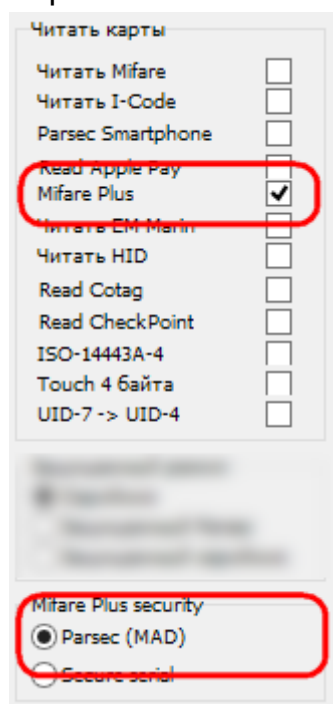 Читать карты
Читать Mifare
Читать I-Code
Parsec Smartphone
Read Apple Pay
Mifare Plus
Читать EM Marin
Читать HID
Read Cotag
Read CheckPoint
ISO-14443A-4
Touch 4 байта
UID-7 -> UID-4
Mifare Plus security
Parsec (MAD)
Secure serial